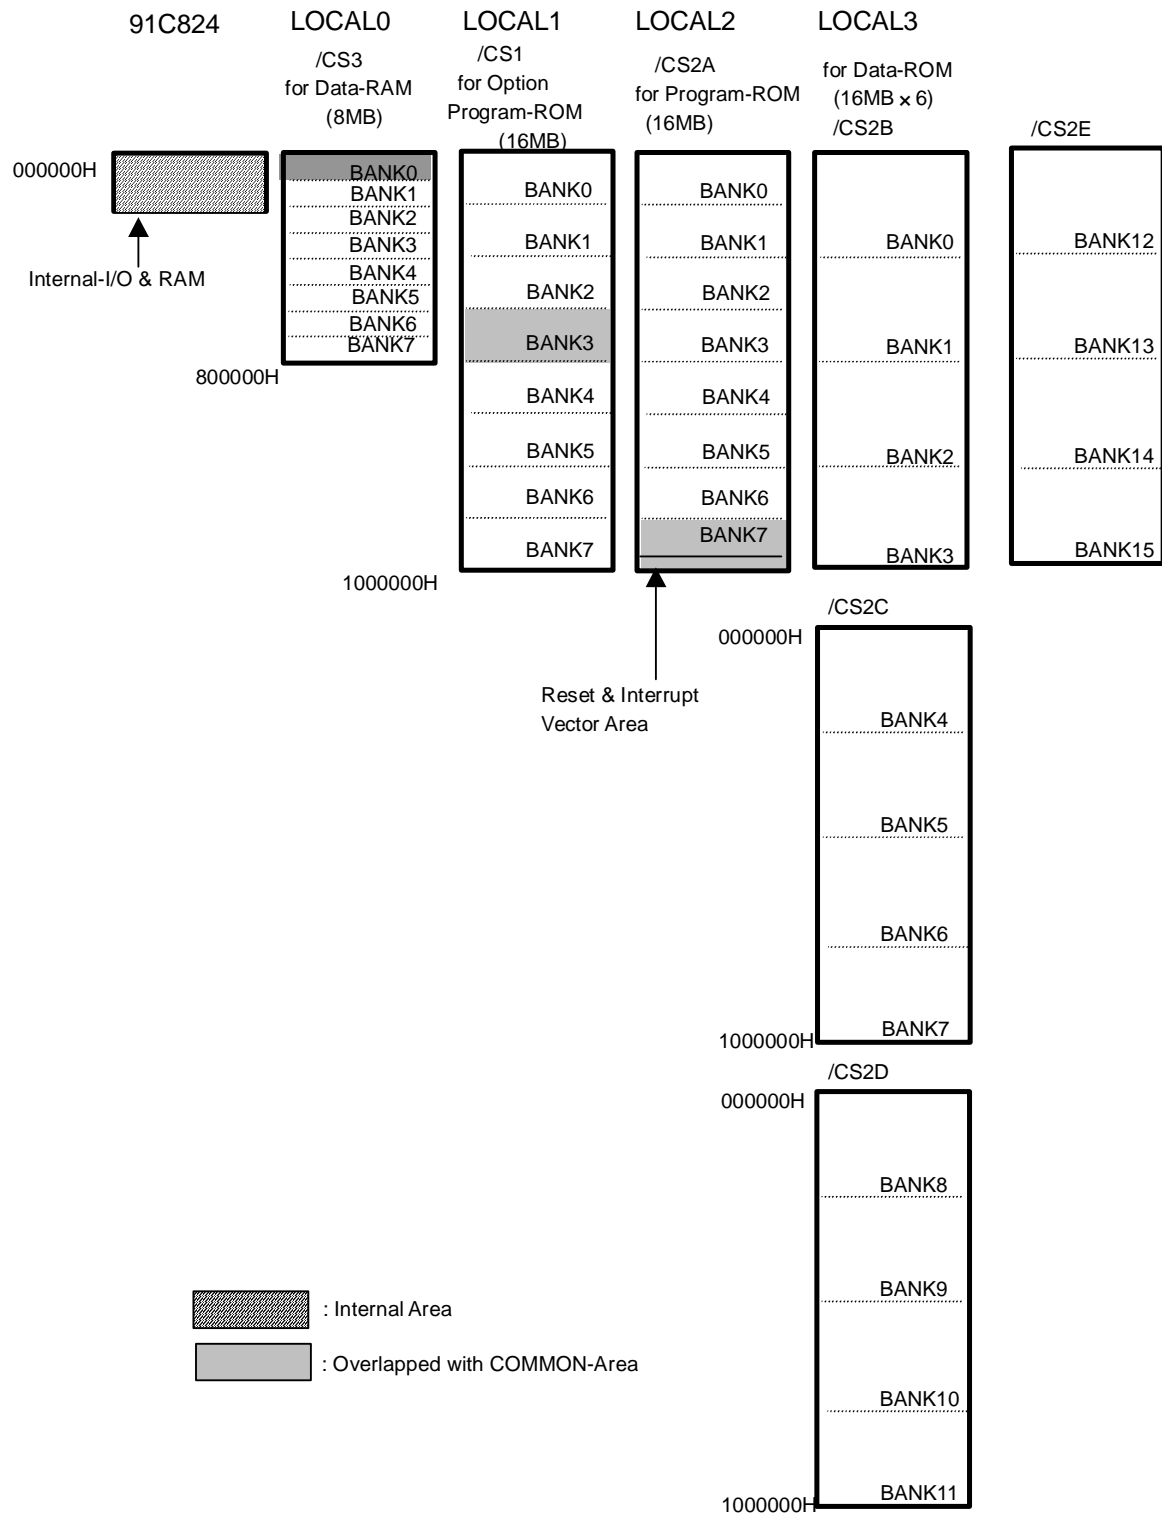 91C824
LOCAL0
LOCAL1
LOCAL2
LOCAL3
/CS3
for Data-RAM
(8MB)
/CS1
for Option
Program-ROM
(16MB)
/CS2A
for Program-ROM
(16MB)
for Data-ROM
(16MB × 6)
/CS2B
/CS2E
000000H
Internal-I/O & RAM
BANK0
BANK1
BANK2
BANK3
BANK4
BANK5
BANK6
BANK7
800000H
BANK0
BANK1
BANK2
BANK3
BANK4
BANK5
BANK6
BANK7
1000000H
BANK0
BANK1
BANK2
BANK3
BANK4
BANK5
BANK6
BANK7
Reset & Interrupt
Vector Area
BANK0
BANK1
BANK2
BANK3
BANK12
BANK13
BANK14
BANK15
/CS2C
000000H
BANK4
BANK5
BANK6
BANK7
1000000H
/CS2D
000000H
BANK8
BANK9
BANK10
BANK11
1000000H
: Internal Area
: Overlapped with COMMON-Area